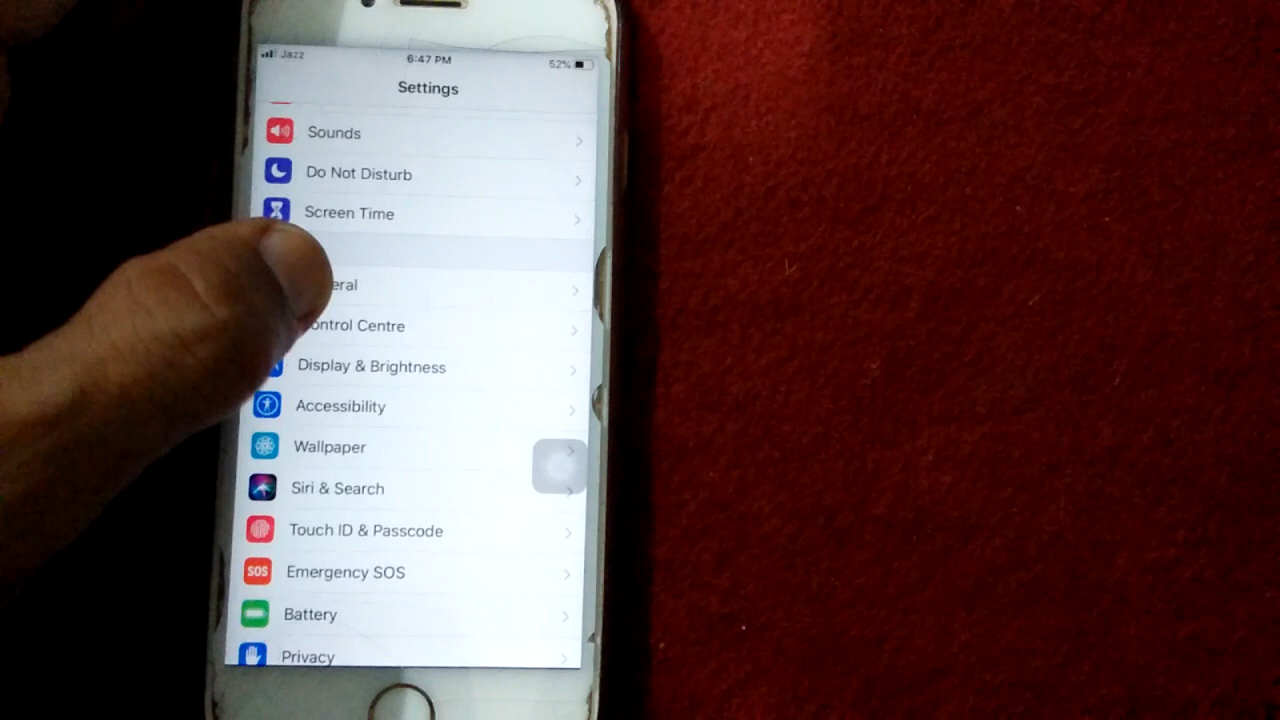 Jazz 6:47 PM 52%
Settings
Sounds
Do Not Disturb
Screen Time
eral
ontrol Centre
Display & Brightness
Accessibility
Wallpaper
Siri & Search
Touch ID & Passcode
SOS Emergency SOS
Battery
Privacy